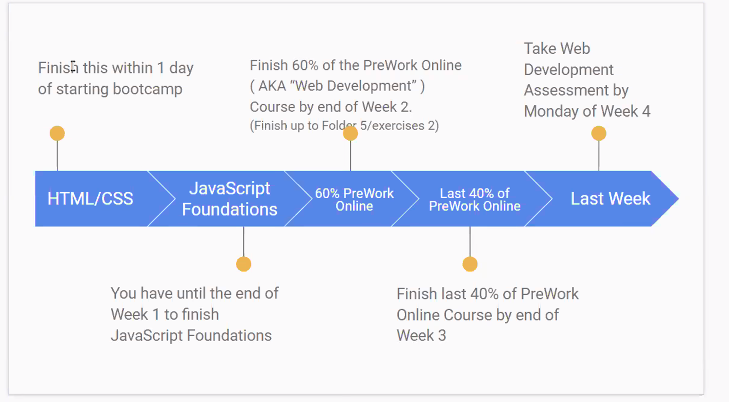 Finish this within 1 day
of starting bootcamp
Finish 60% of the PreWork Online
( AKA “Web Development” )
Course by end of Week 2.
(Finish up to Folder 5/exercises 2)
Take Web
Development
Assessment by
Monday of Week 4
HTML/CSS
JavaScript
Foundations
60% PreWork
Online
Last 40% of
PreWork Online
Last Week
You have until the end of
Week 1 to finish
JavaScript Foundations
Finish last 40% of PreWork
Online Course by end of
Week 3